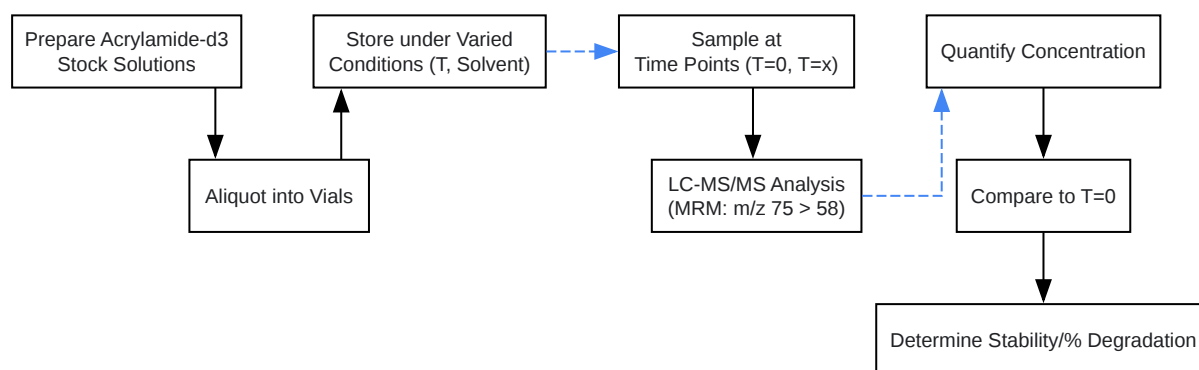 Prepare Acrylamide-d3
Stock Solutions
Aliquot into Vials
Store under Varied
Conditions (T, Solvent)
Sample at
Time Points (T=0, T=x)
LC-MS/MS Analysis
(MRM: m/z 75 > 58)
Quantify Concentration
Compare to T=0
Determine Stability/% Degradation